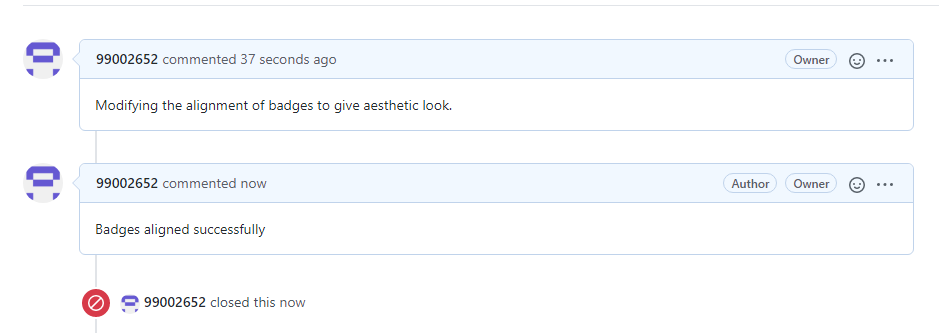 99002652 commented 37 seconds ago Owner
Modifying the alignment of badges to give aesthetic look.
99002652 commented now Author Owner
Badges aligned successfully
99002652 closed this now